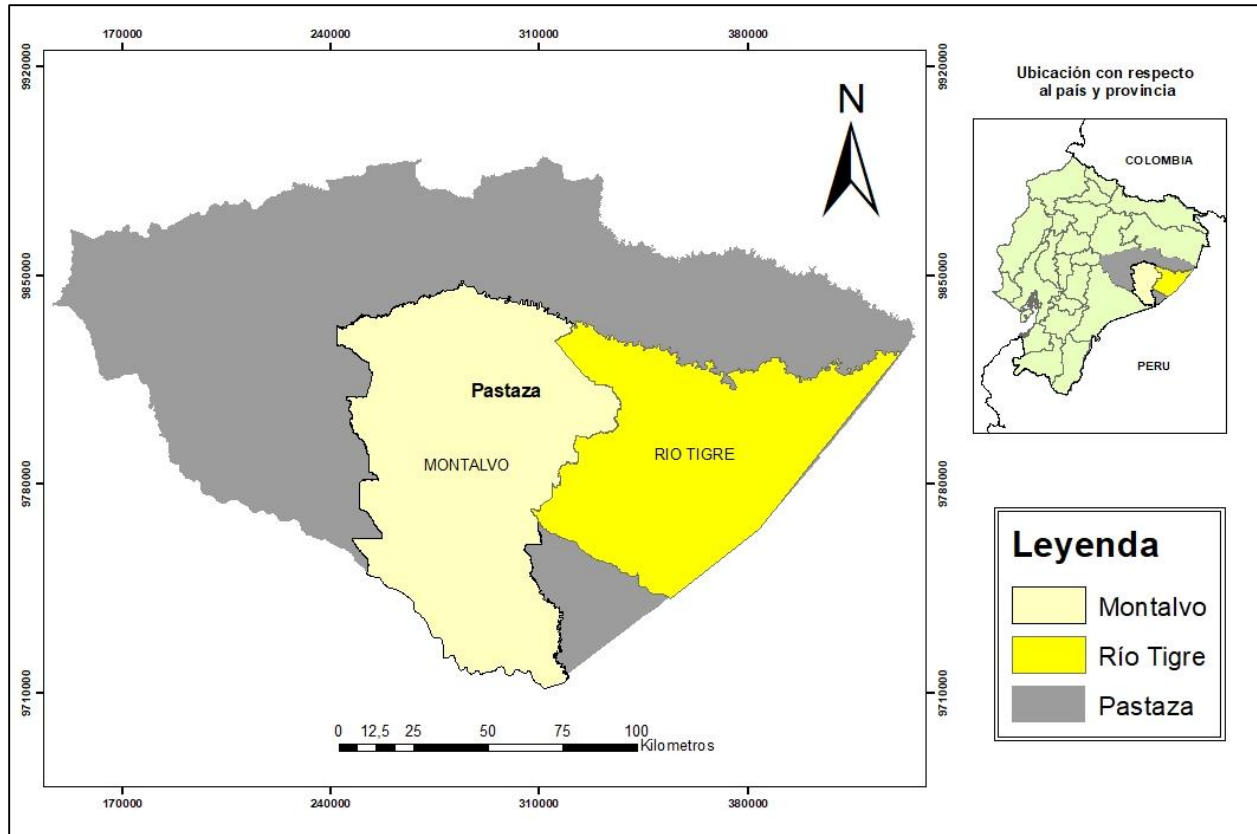 170000 240000 310000 380000
9920000
9850000
9780000
9710000
N
Pastaza
MONTALVO
RIO TIGRE
0 12,5 25 50 75 100
Kilometros
9920000
9850000
9780000
9710000
170000 240000 310000 380000
Ubicación con respecto
al país y provincia
COLOMBIA
PERU
Leyenda
Montalvo
Río Tigre
Pastaza